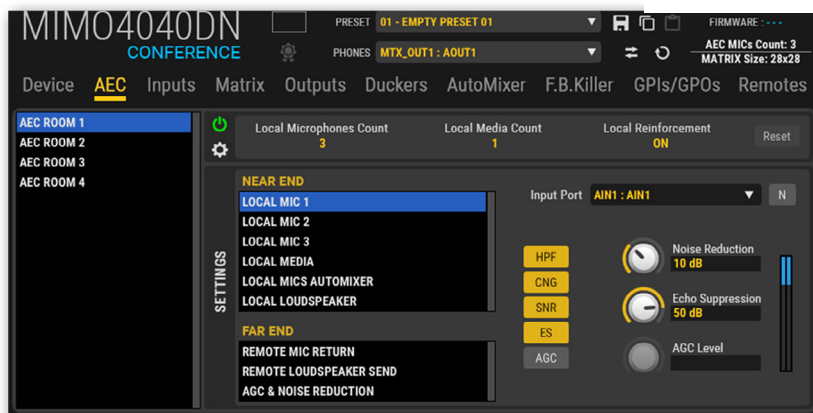 MIMO4040DN
CONFERENCE
PRESET 01 - EMPTY PRESET 01
FIRMWARE : - - -
PHONES MTX_OUT1 : AOUT1
AEC MICs Count: 3
MATRIX Size: 28x28
Device AEC Inputs Matrix Outputs Duckers AutoMixer F.B.Killer GPIs/GPOs Remotes
AEC ROOM 1
AEC ROOM 2
AEC ROOM 3
AEC ROOM 4
Local Microphones Count
3
Local Media Count
1
Local Reinforcement
ON
Reset
SETTINGS
NEAR END
LOCAL MIC 1
LOCAL MIC 2
LOCAL MIC 3
LOCAL MEDIA
LOCAL MICS AUTOMIXER
LOCAL LOUDSPEAKER
FAR END
REMOTE MIC RETURN
REMOTE LOUDSPEAKER SEND
AGC & NOISE REDUCTION
Input Port AIN1 : AIN1 N
HPF
CNG
SNR
ES
AGC
Noise Reduction
10 dB
Echo Suppression
50 dB
AGC Level